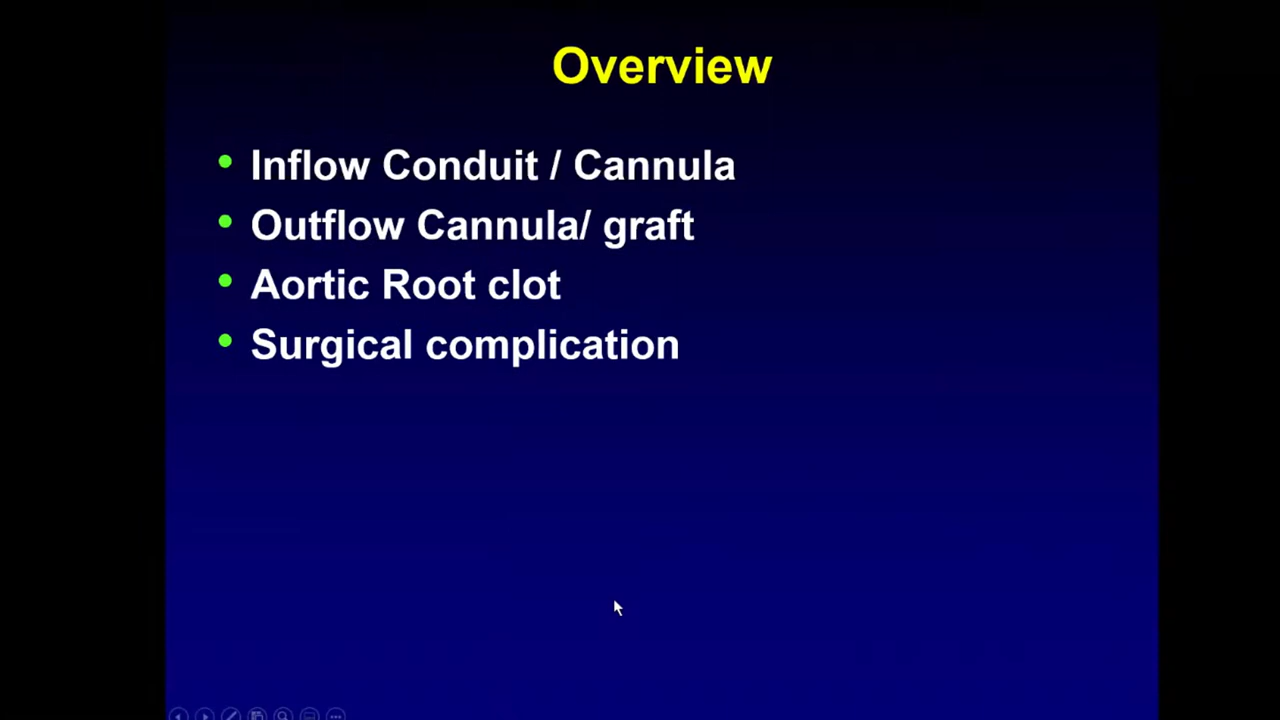 Overview
• Inflow Conduit / Cannula
• Outflow Cannula/ graft
• Aortic Root clot
• Surgical complication